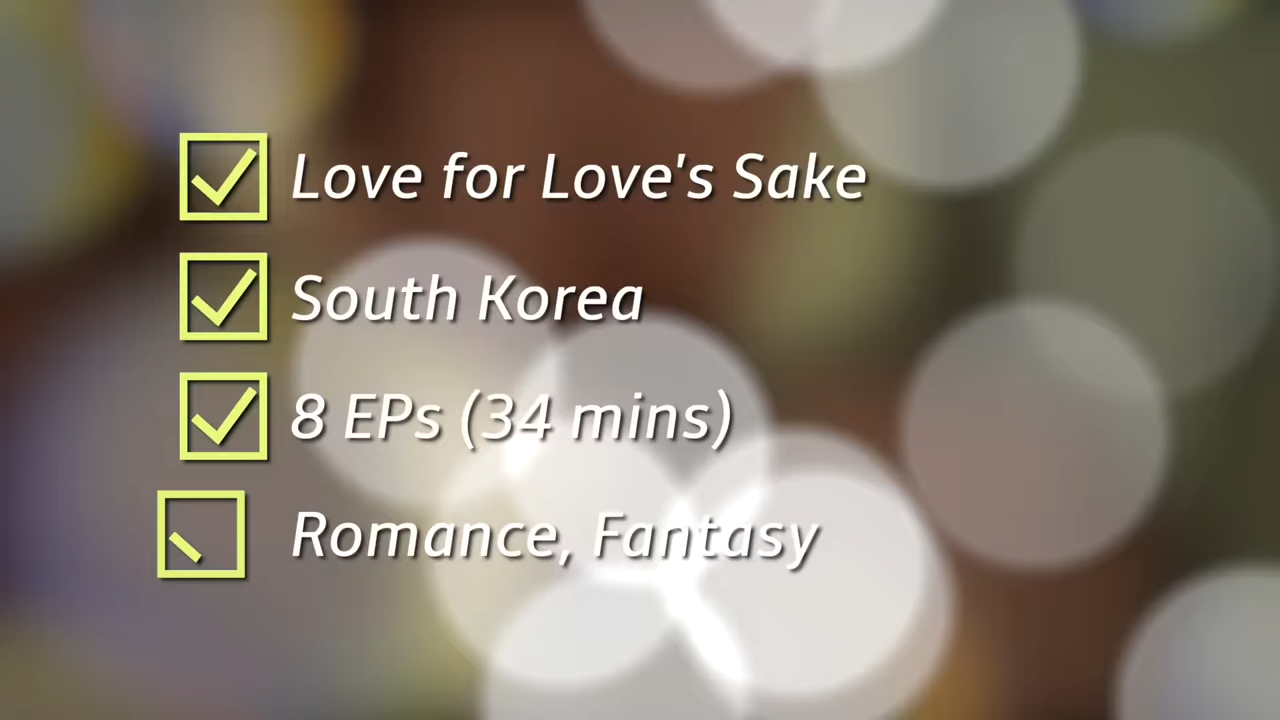 Love for Love's Sake
South Korea
8 EPs (34 mins)
Romance, Fantasy